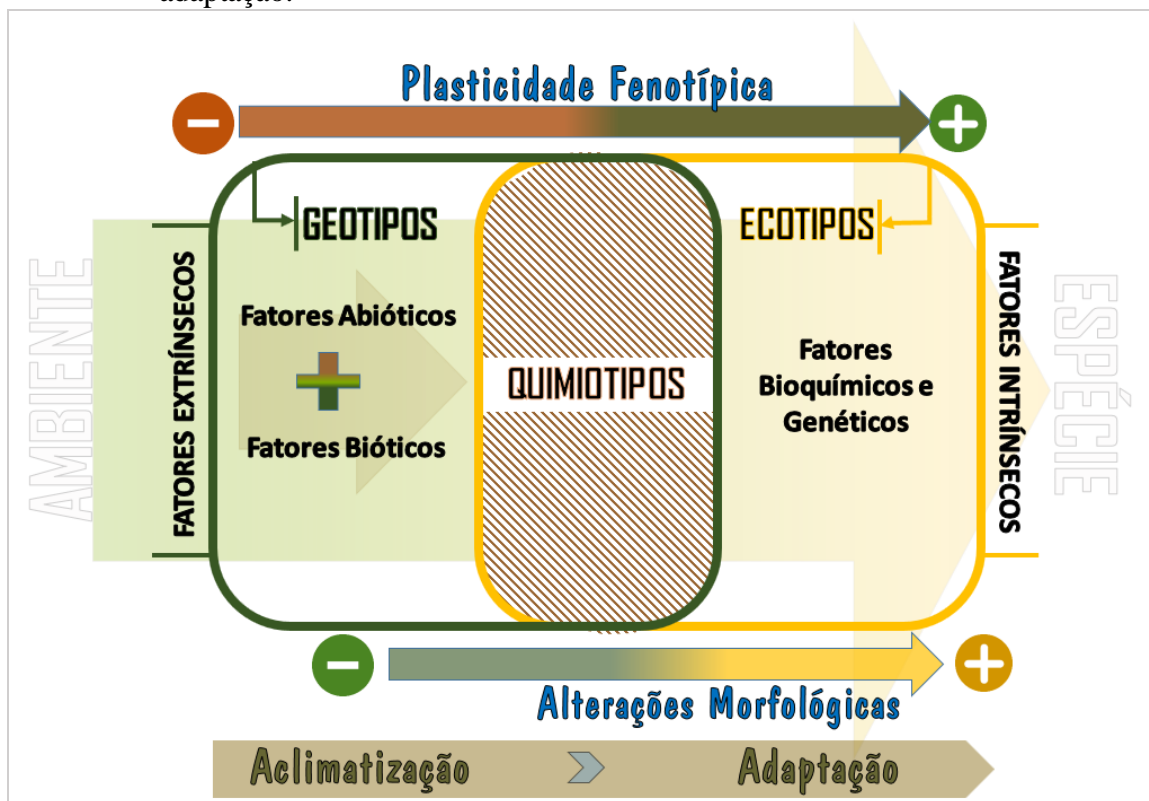 adaptação.
Plasticidade Fenotípica
GEOTIPOS
ECOTIPOS
AMBIENTE
FATORES EXTRÍNSECOS
Fatores Abióticos
Fatores Bióticos
QUIMIOTIPOS
Fatores
Bioquímicos e
Genéticos
FATORES INTRÍNSECOS
ESPÉCIE
Alterações Morfológicas
Aclimatização
Adaptação